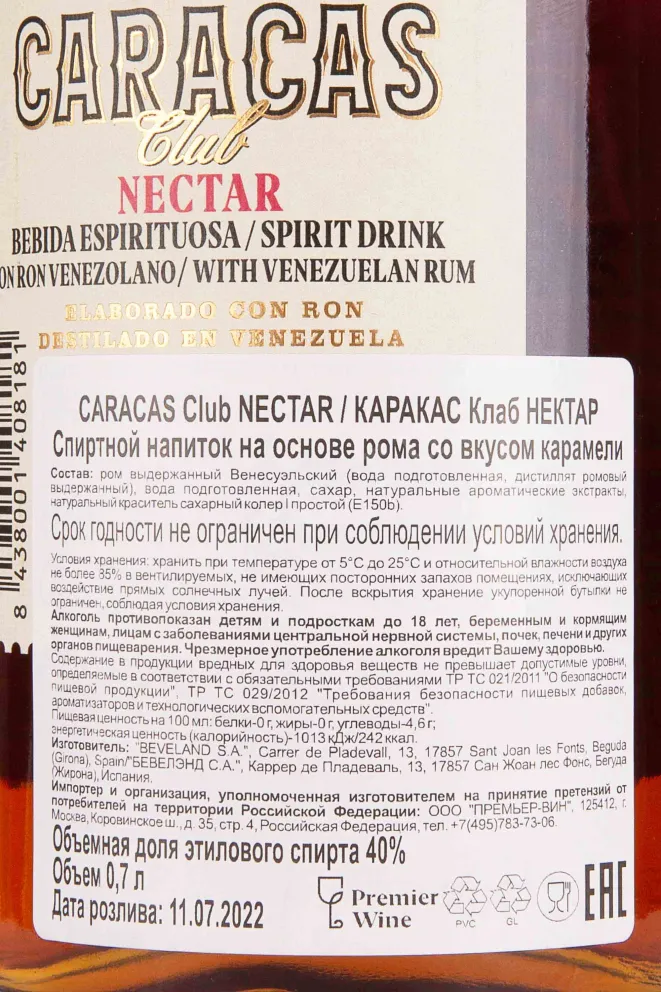 CARACAS
Club
NECTAR
BEBIDA ESPIRITUOSA / SPIRIT DRINK
ON RON VENEZOLANO / WITH VENEZUELAN RUM
ELABORADO CON RON
DESTILADO EN VENEZUELA
8 438001 408181
CARACAS Club NECTAR / КАРАКАС Клаб НЕКТАР
Спиртной напиток на основе рома со вкусом карамели
Состав: ром выдержанный Венесуэльский (вода подготовленная, дистиллят ромовый
выдержанный), вода подготовленная, сахар, натуральные ароматические экстракты,
натуральный краситель сахарный колер I простой (E150b).
Срок годности не ограничен при соблюдении условий хранения.
Условия хранения: хранить при температуре от 5°С до 25°С и относительной влажности воздуха
не более 85% в вентилируемых, не имеющих посторонних запахов помещениях, исключающих
воздействие прямых солнечных лучей. После вскрытия хранение укупоренной бутылки не
ограничен, соблюдая условия хранения.
Алкоголь противопоказан детям и подросткам до 18 лет, беременным и кормящим
женщинам, лицам с заболеваниями центральной нервной системы, почек, печени и других
органов пищеварения. Чрезмерное употребление алкоголя вредит Вашему здоровью.
Содержание в продукции вредных для здоровья веществ не превышает допустимые уровни,
определяемые в соответствии с обязательными требованиями ТР ТС 021/2011 "О безопасности
пищевой продукции", ТР ТС 029/2012 "Требования безопасности пищевых добавок,
ароматизаторов и технологических вспомогательных средств".
Пищевая ценность на 100 мл: белки-0 г, жиры-0 г, углеводы-4,6 г;
энергетическая ценность (калорийность)-1013 кДж/242 ккал.
Изготовитель: "BEVELAND S.A.", Carrer de Pladevall, 13, 17857 Sant Joan les Fonts, Beguda
(Girona), Spain/"БЕВЕЛЭНД С.А.", Каррер де Пладеваль, 13, 17857 Сан Жоан лес Фонс, Бегуда
(Жирона), Испания.
Импортер и организация, уполномоченная изготовителем на принятие претензий от
потребителей на территории Российской Федерации: ООО "ПРЕМЬЕР-ВИН", 125412, г.
Москва, Коровинское ш., д. 35, стр. 4, Российская Федерация, тел. +7(495)783-73-06.
Объемная доля этилового спирта 40%
Объем 0,7 л
Дата розлива: 11.07.2022
Premier
Wine
PVC
GL
EAC